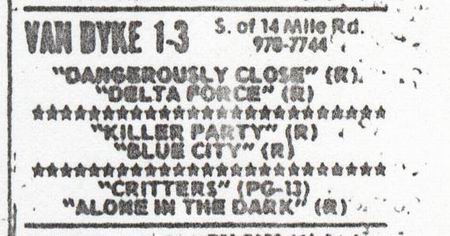 VAN DYKE 1-3 S. of 14 Mile Rd.
978-7744
"DANGEROUSLY CLOSE" (R)
"DELTA FORCE" (R)
"KILLER PARTY" (R)
"BLUE CITY" (R)
"CRITTERS" (PG-13)
"ALONE IN THE DARK" (R)